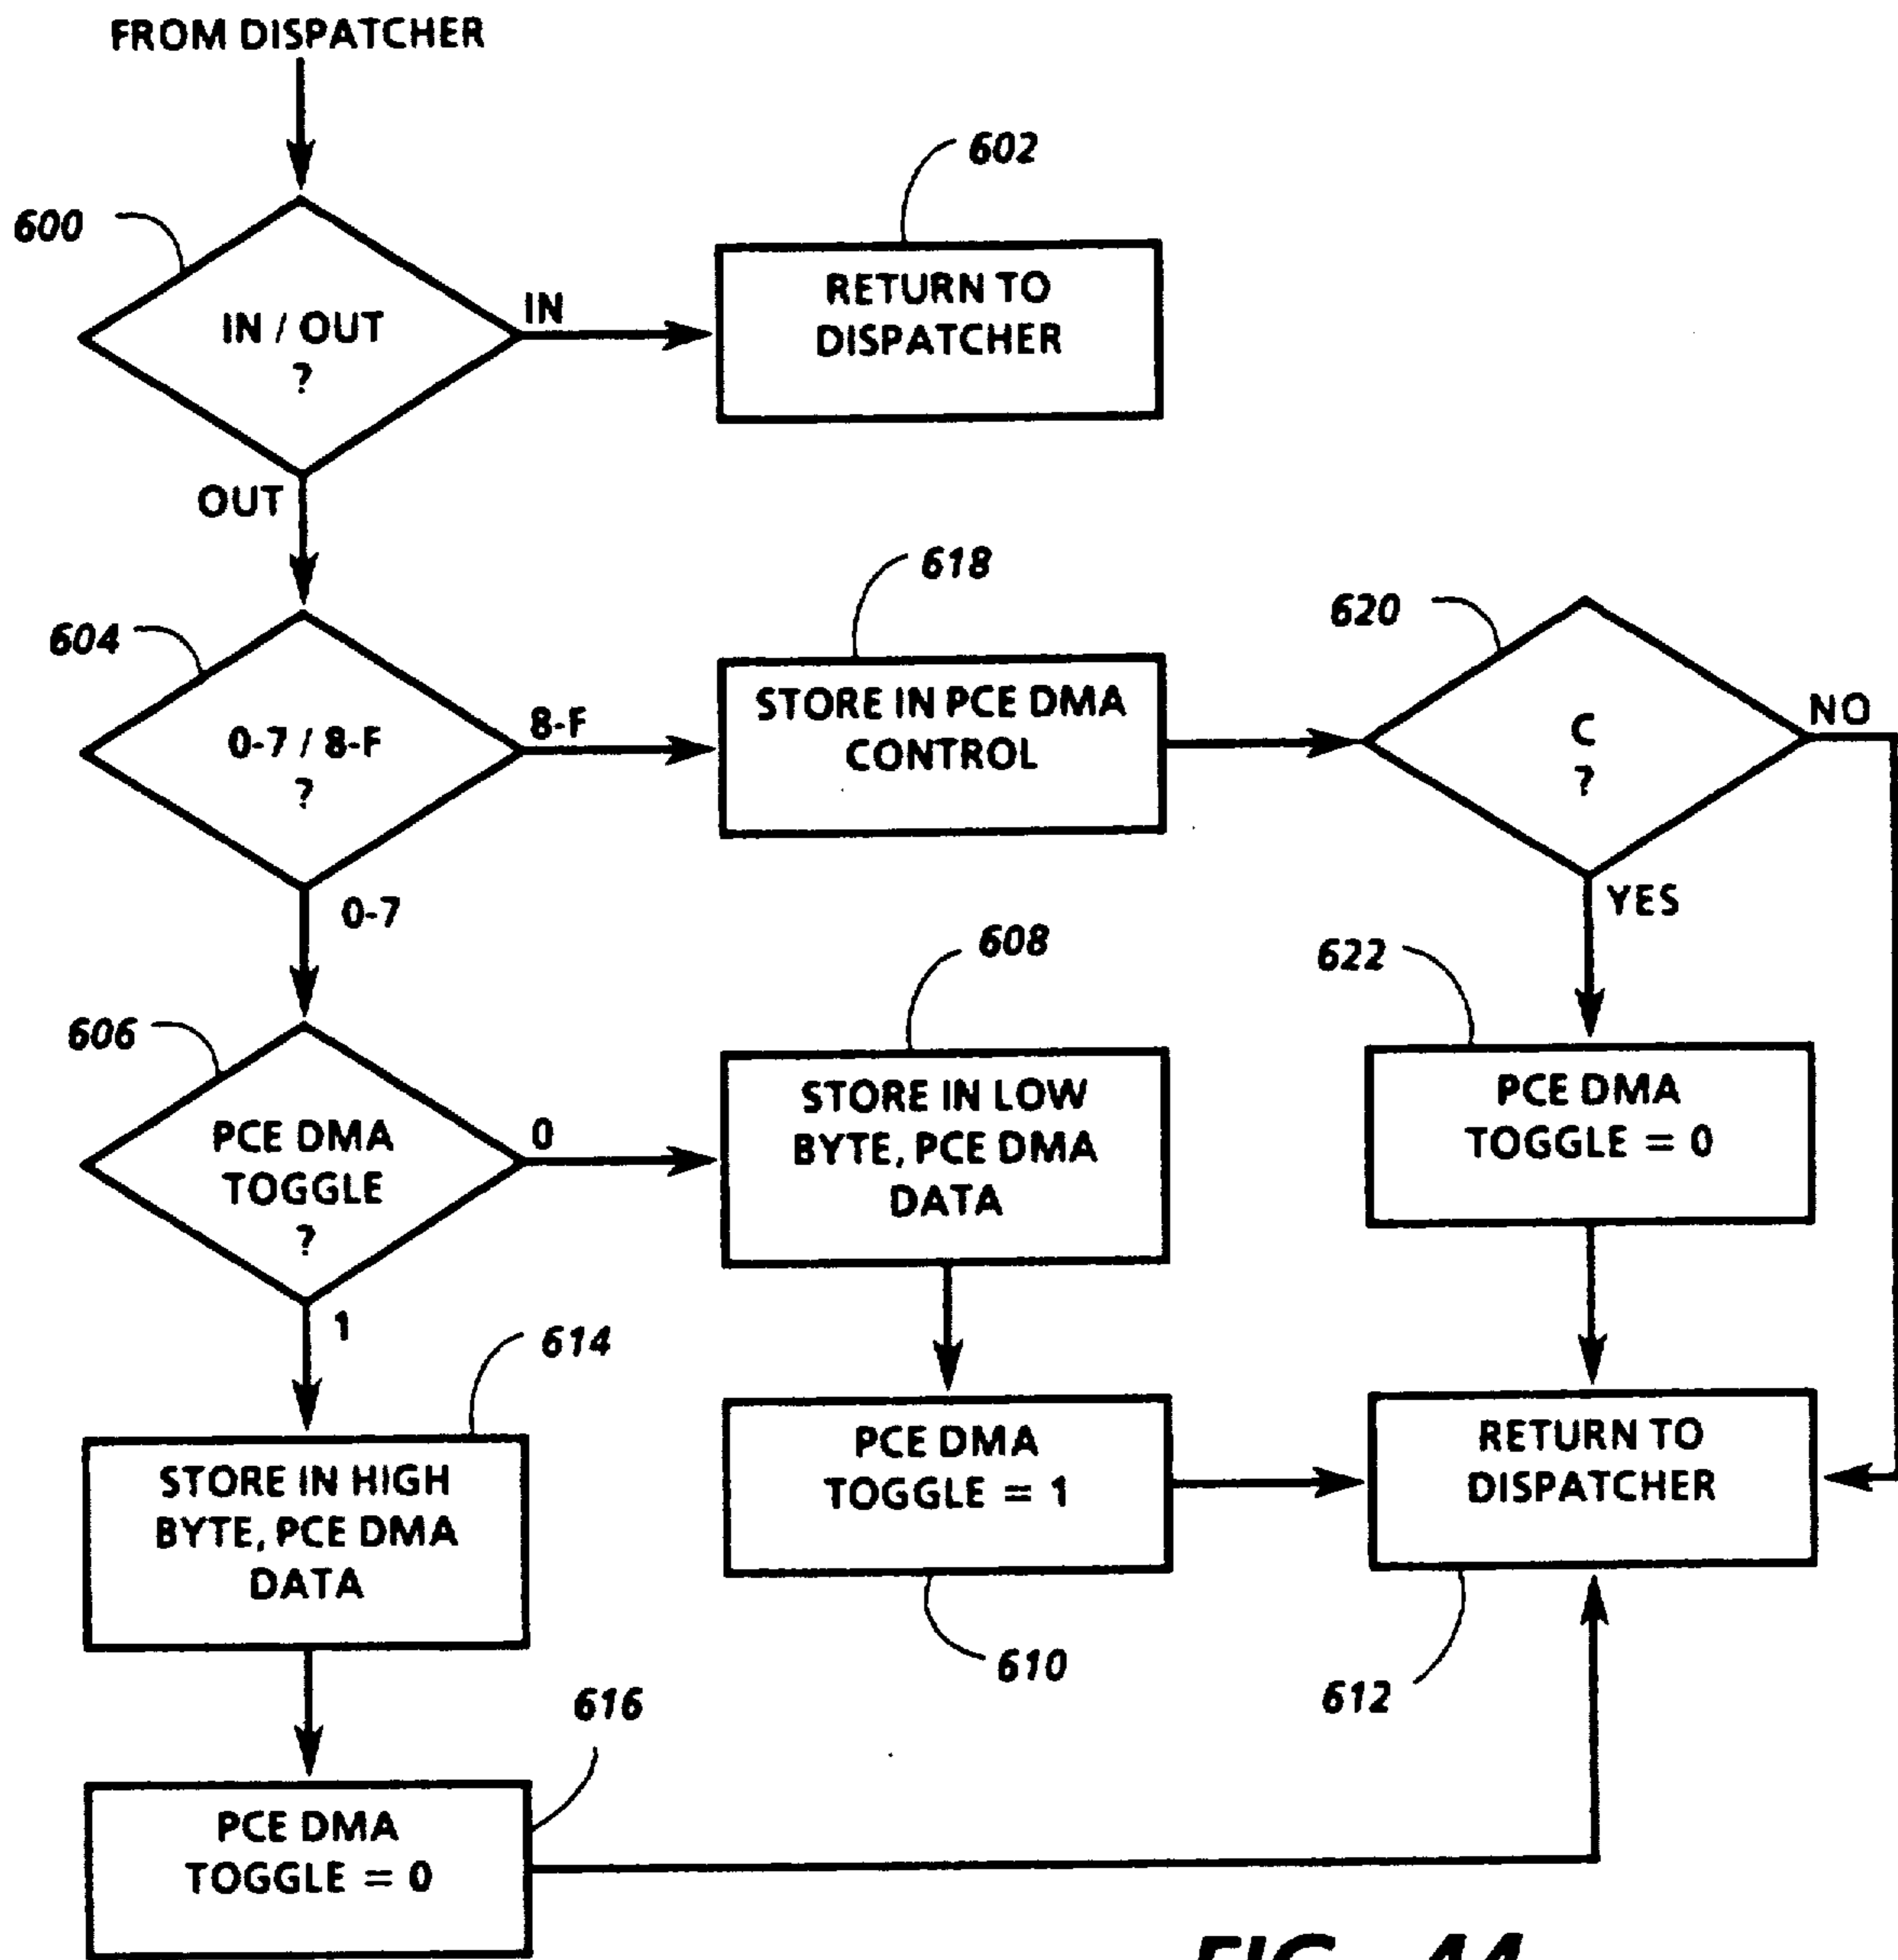 FROM DISPATCHER
600
IN / OUT
?
IN
OUT
602
RETURN TO
DISPATCHER
604
0-7 / 8-F
?
8-F
0-7
618
STORE IN PCE DMA
CONTROL
620
C
?
NO
YES
606
PCE DMA
TOGGLE
?
0
1
608
STORE IN LOW
BYTE, PCE DMA
DATA
622
PCE DMA
TOGGLE = 0
614
STORE IN HIGH
BYTE, PCE DMA
DATA
PCE DMA
TOGGLE = 1
610
RETURN TO
DISPATCHER
612
616
PCE DMA
TOGGLE = 0
FIG. 44